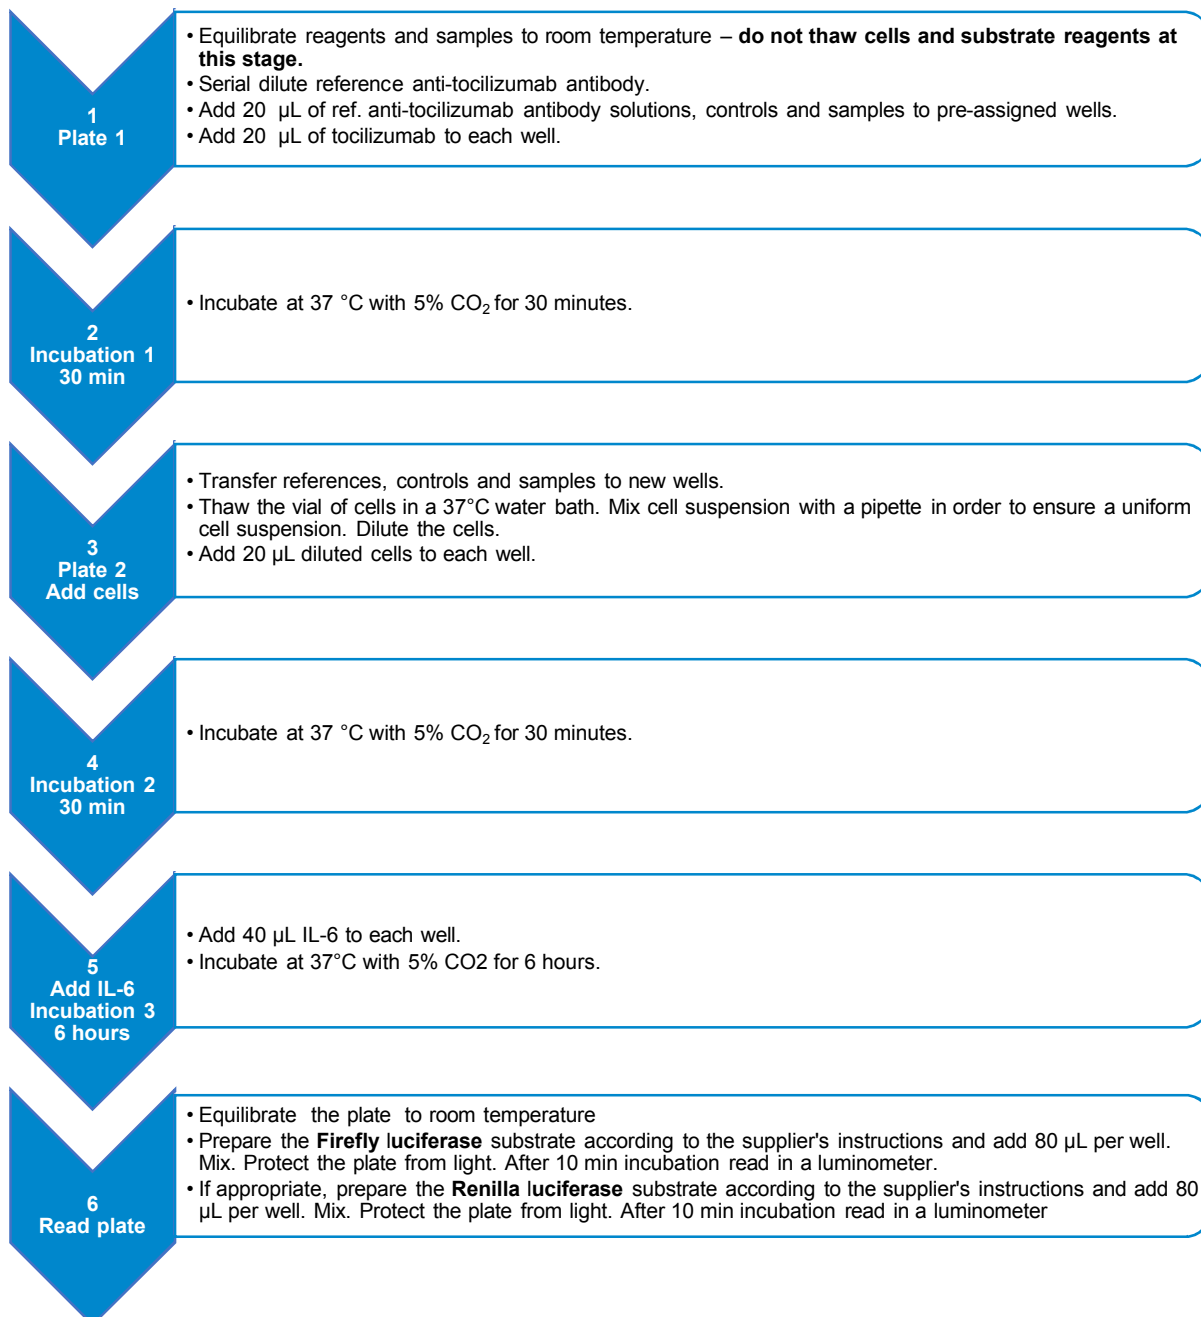 1
Plate 1
• Equilibrate reagents and samples to room temperature – do not thaw cells and substrate reagents at
this stage.
• Serial dilute reference anti-tocilizumab antibody.
• Add 20 µL of ref. anti-tocilizumab antibody solutions, controls and samples to pre-assigned wells.
• Add 20 µL of tocilizumab to each well.
2
Incubation 1
30 min
• Incubate at 37 °C with 5% CO₂ for 30 minutes.
3
Plate 2
Add cells
• Transfer references, controls and samples to new wells.
• Thaw the vial of cells in a 37°C water bath. Mix cell suspension with a pipette in order to ensure a uniform
cell suspension. Dilute the cells.
• Add 20 µL diluted cells to each well.
4
Incubation 2
30 min
• Incubate at 37 °C with 5% CO₂ for 30 minutes.
5
Add IL-6
Incubation 3
6 hours
• Add 40 µL IL-6 to each well.
• Incubate at 37°C with 5% CO2 for 6 hours.
6
Read plate
• Equilibrate the plate to room temperature
• Prepare the Firefly luciferase substrate according to the supplier's instructions and add 80 µL per well.
Mix. Protect the plate from light. After 10 min incubation read in a luminometer.
• If appropriate, prepare the Renilla luciferase substrate according to the supplier's instructions and add 80
µL per well. Mix. Protect the plate from light. After 10 min incubation read in a luminometer